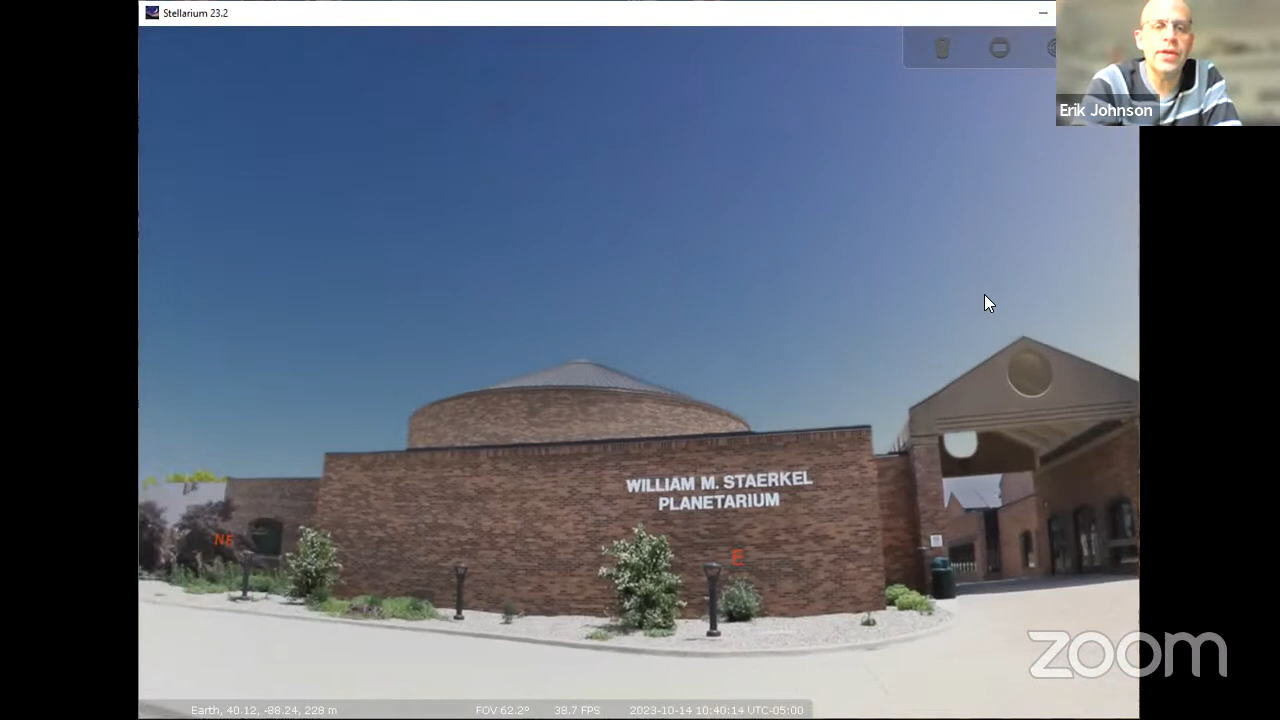 Stellarium 23.2
Erik Johnson
WILLIAM M. STAERKEL
PLANETARIUM
NE
E
zoom
Earth, 40.12, -88.24, 228 m FOV 62.2° 38.7 FPS 2023-10-14 10:40:14 UTC-05:00